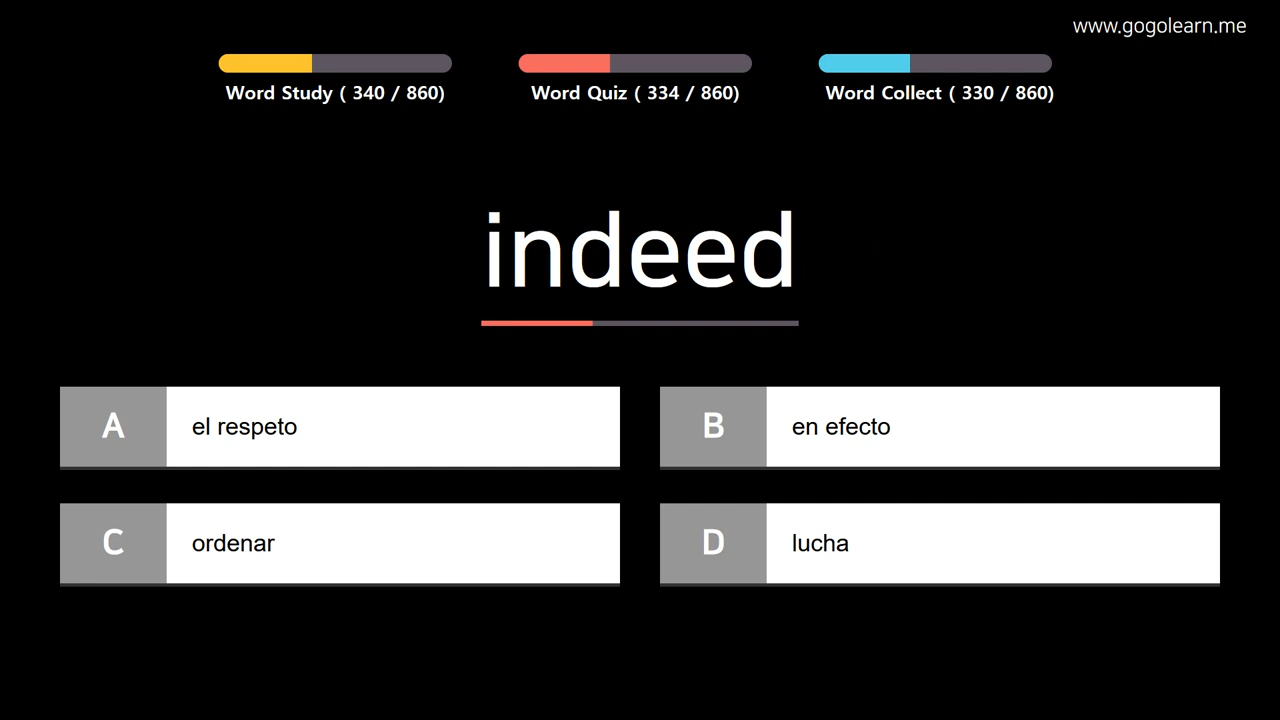 www.gogolearn.me
Word Study ( 340 / 860)
Word Quiz ( 334 / 860)
Word Collect ( 330 / 860)
indeed
A
el respeto
B
en efecto
C
ordenar
D
lucha